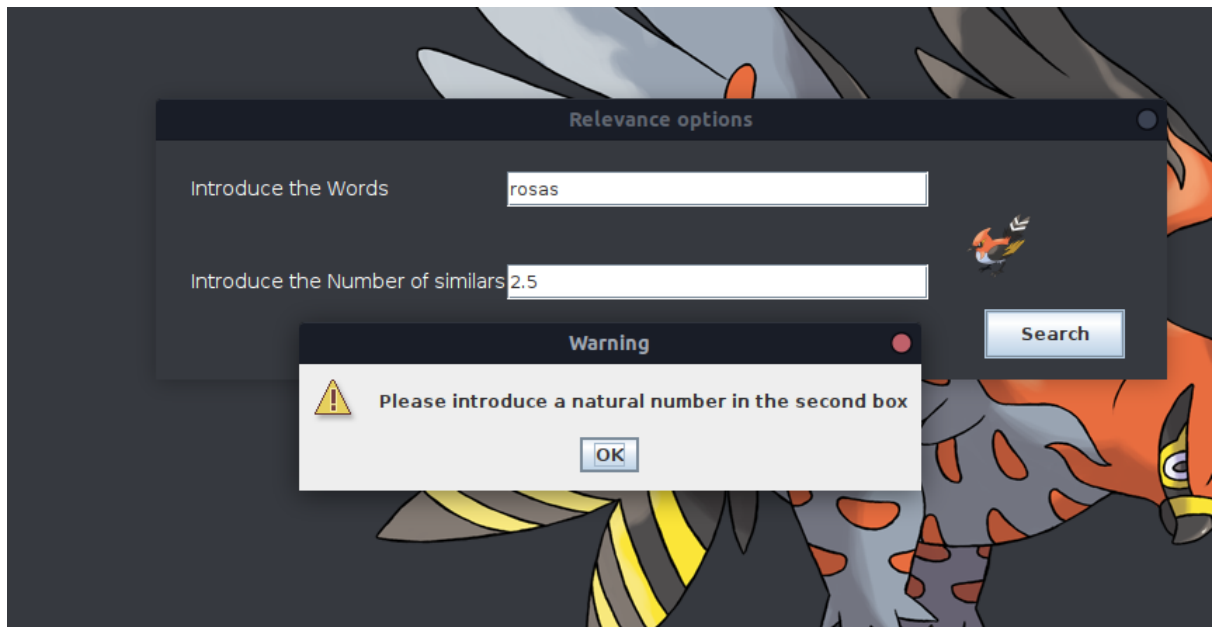 Relevance options
Introduce the Words
rosas
Introduce the Number of similars
2.5
Search
Warning
Please introduce a natural number in the second box
OK